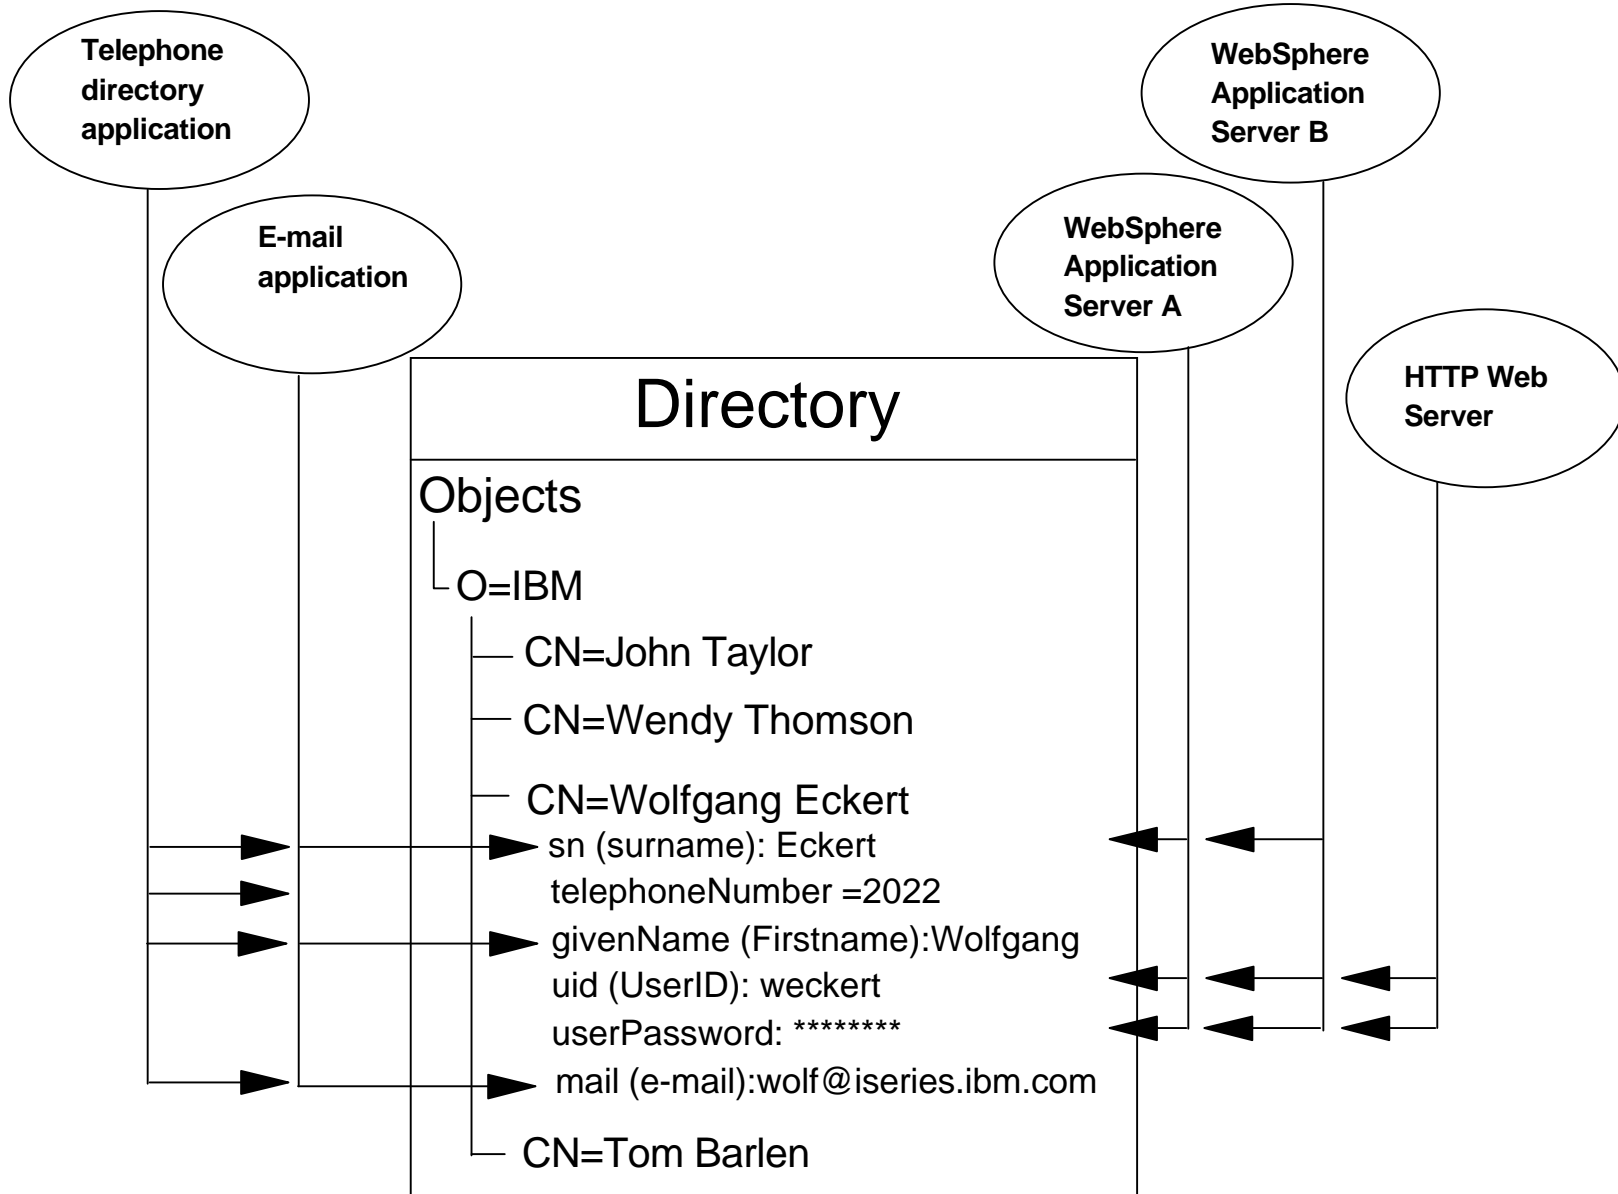 Telephone
directory
application
E-mail
application
WebSphere
Application
Server B
WebSphere
Application
Server A
HTTP Web
Server
Directory
Objects
O=IBM
CN=John Taylor
CN=Wendy Thomson
CN=Wolfgang Eckert
sn (surname): Eckert
telephoneNumber =2022
givenName (Firstname):Wolfgang
uid (UserID): weckert
userPassword: ********
mail (e-mail):wolf@iseries.ibm.com
CN=Tom Barlen